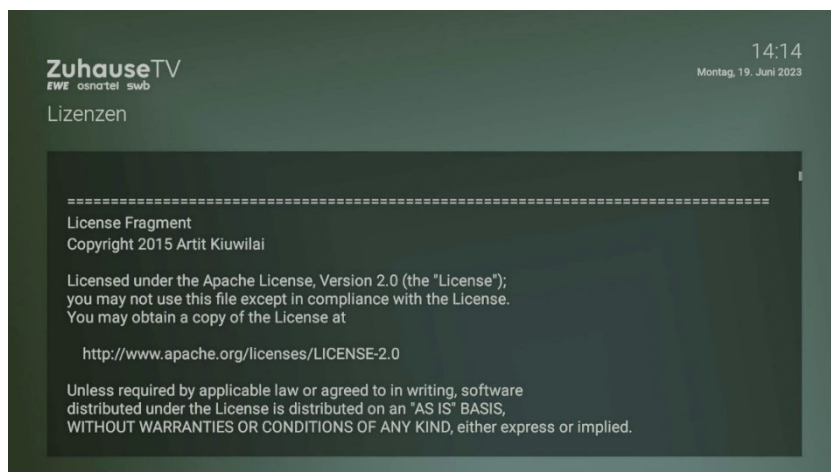 ZuhauseTV
EWE osnatel swb
14:14
Montag, 19. Juni 2023
Lizenzen
================================================================================
License Fragment
Copyright 2015 Artit Kiuwilai
Licensed under the Apache License, Version 2.0 (the "License");
you may not use this file except in compliance with the License.
You may obtain a copy of the License at
http://www.apache.org/licenses/LICENSE-2.0
Unless required by applicable law or agreed to in writing, software
distributed under the License is distributed on an "AS IS" BASIS,
WITHOUT WARRANTIES OR CONDITIONS OF ANY KIND, either express or implied.